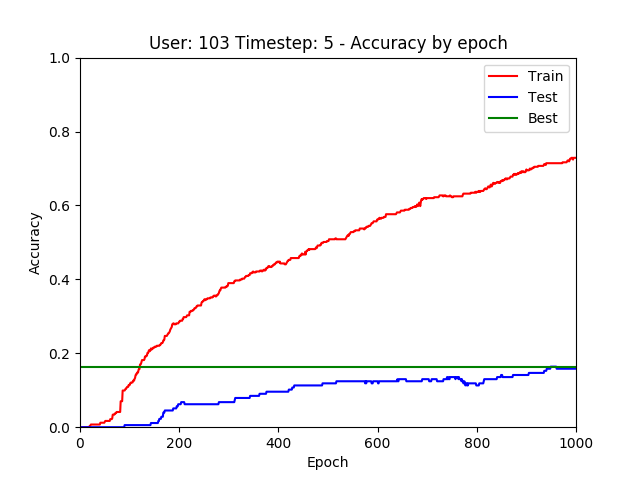 User: 103 Timestep: 5 - Accuracy by epoch
1.0
0.8
0.6
0.4
0.2
0.0
Accuracy
Train
Test
Best
0 200 400 600 800 1000
Epoch